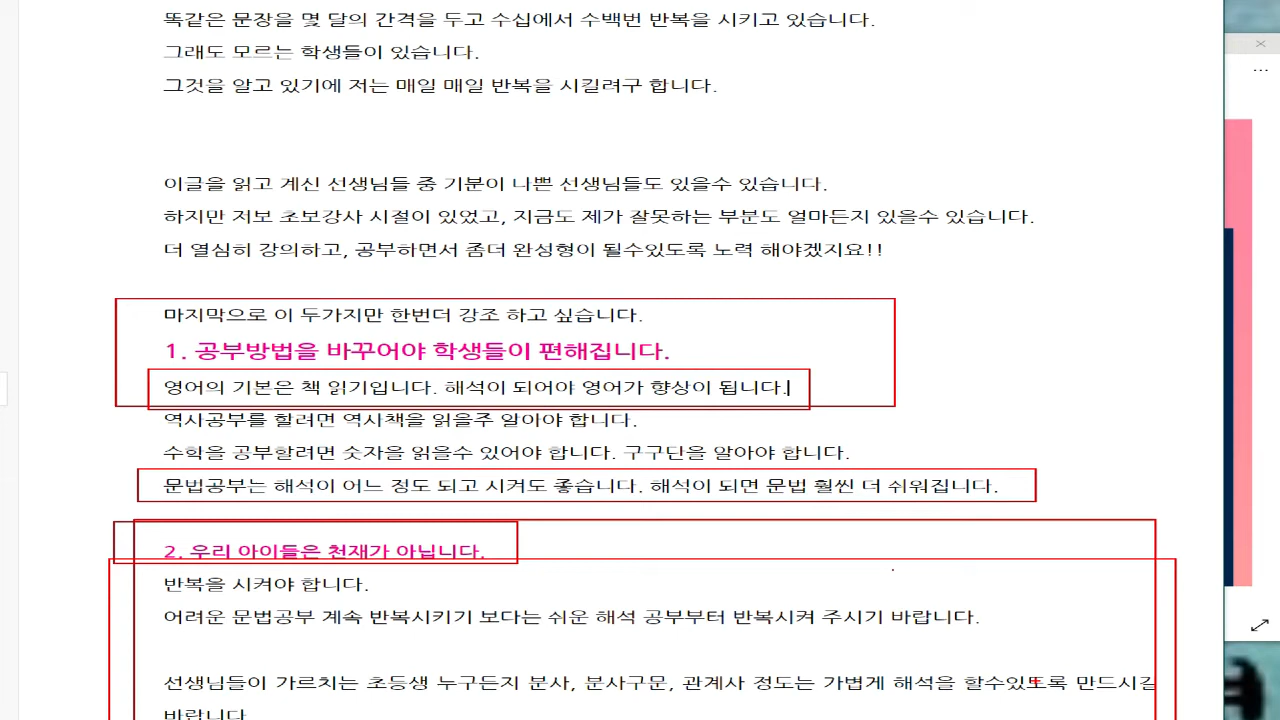 똑같은 문장을 몇 달의 간격을 두고 수십에서 수백번 반복을 시키고 있습니다.
그래도 모르는 학생들이 있습니다.
그것을 알고 있기에 저는 매일 매일 반복을 시킬려구 합니다.
이글을 읽고 계신 선생님들 중 기분이 나쁜 선생님들도 있을수 있습니다.
하지만 저보 초보강사 시절이 있었고, 지금도 제가 잘못하는 부분도 얼마든지 있을수 있습니다.
더 열심히 강의하고, 공부하면서 좀더 완성형이 될수있도록 노력 해야겠지요!!
마지막으로 이 두가지만 한번더 강조 하고 싶습니다.
1. 공부방법을 바꾸어야 학생들이 편해집니다.
영어의 기본은 책 읽기입니다. 해석이 되어야 영어가 향상이 됩니다.
역사공부를 할려면 역사책을 읽을주 알아야 합니다.
수학을 공부할려면 숫자을 읽을수 있어야 합니다. 구구단을 알아야 합니다.
문법공부는 해석이 어느 정도 되고 시켜도 좋습니다. 해석이 되면 문법 훨씬 더 쉬워집니다.
2. 우리 아이들은 천재가 아닙니다.
반복을 시켜야 합니다.
어려운 문법공부 계속 반복시키기 보다는 쉬운 해석 공부부터 반복시켜 주시기 바랍니다.
선생님들이 가르치는 초등생 누구든지 분사, 분사구문, 관계사 정도는 가볍게 해석을 할수있도록 만드시길
바랍니다